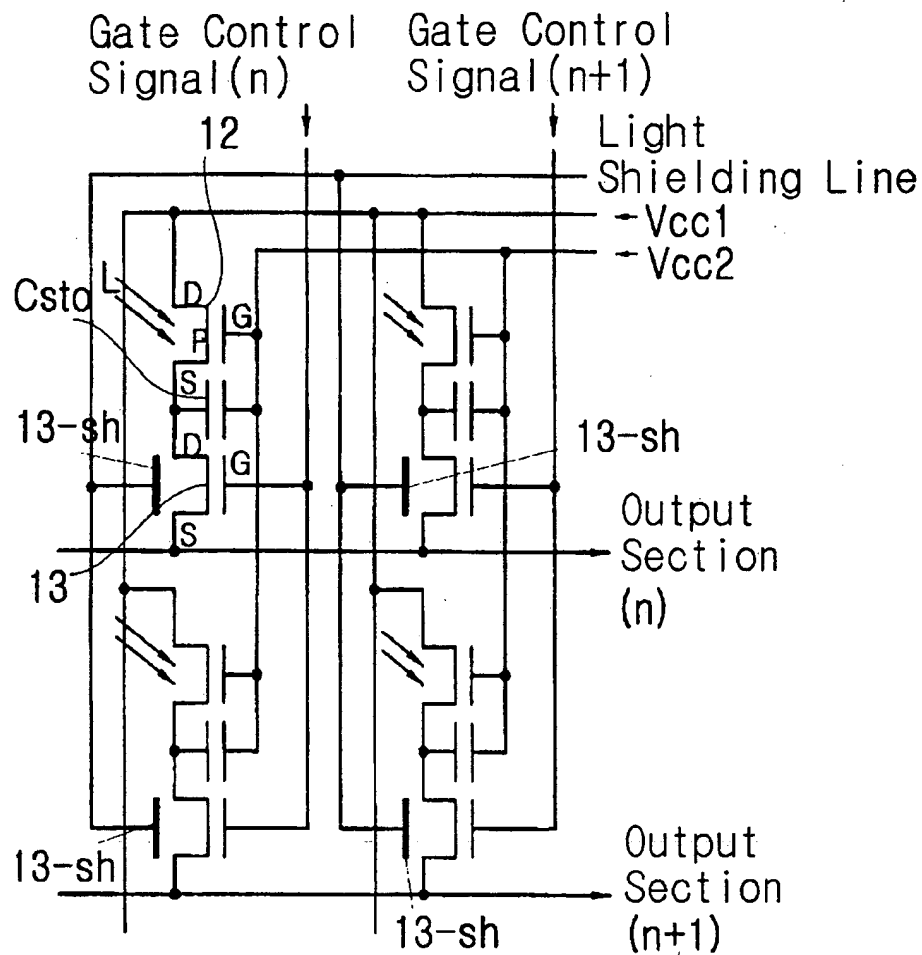 Gate Control
Signal(n)
Gate Control
Signal(n+1)
12
Light
Shielding Line
Vcc1
Vcc2
L
D
Csto
G
P
S
13-sh
D
G
13-sh
S
13
Output
Section
(n)
13-sh
13-sh
Output
Section
(n+1)